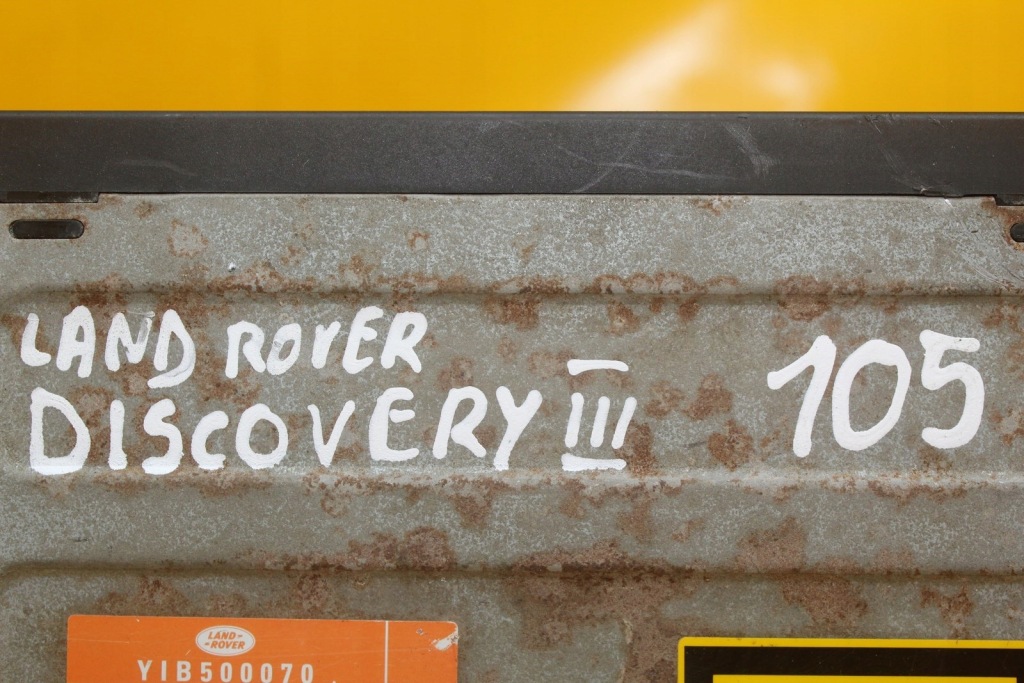 LAND ROVER
DISCOVERY III 105
LAND-
-ROVER
YIB500070